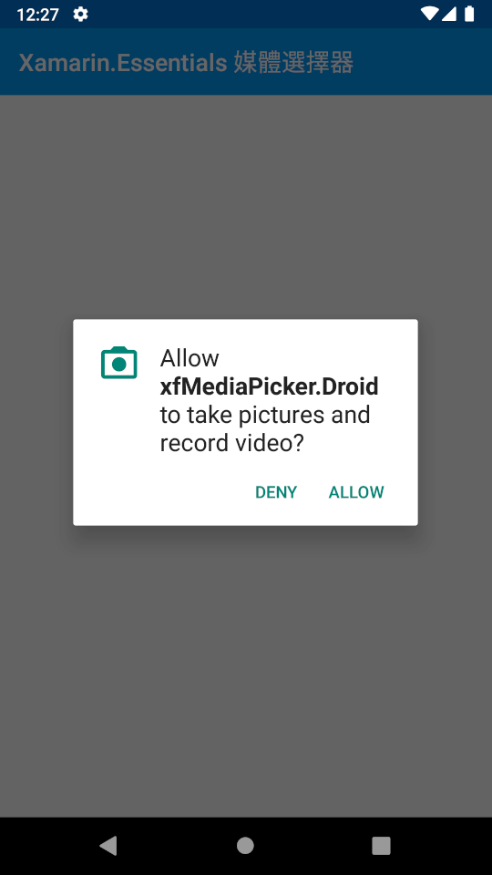 12:27
Xamarin.Essentials 媒體選擇器
Allow
xfMediaPicker.Droid
to take pictures and
record video?
DENY ALLOW